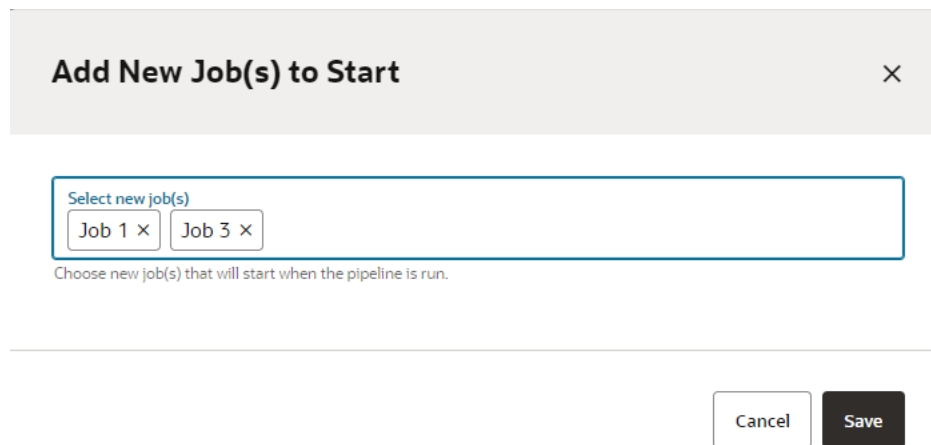 Add New Job(s) to Start
Select new job(s)
Job 1 × Job 3 ×
Choose new job(s) that will start when the pipeline is run.
Cancel Save